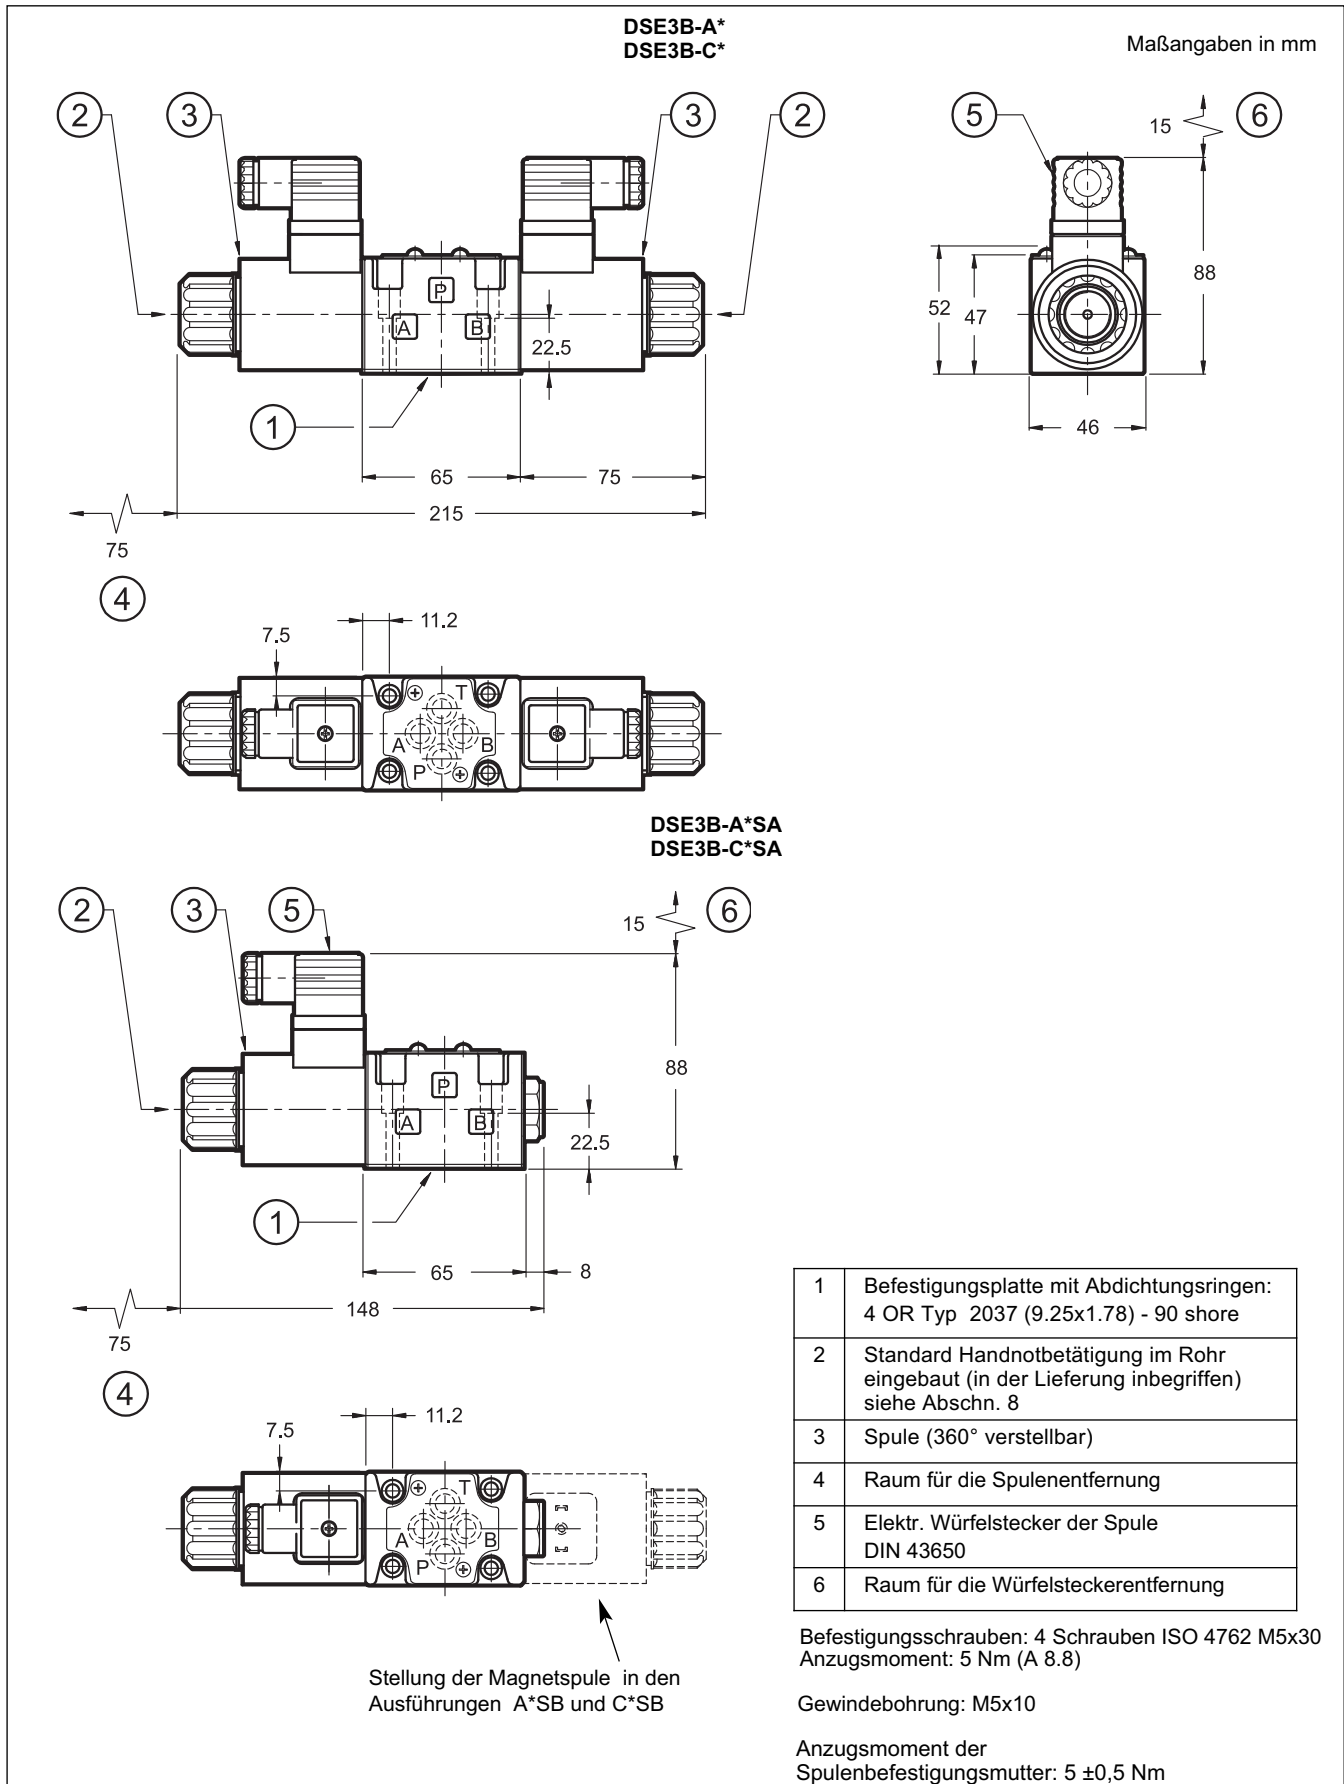 DSE3B-A*
DSE3B-C*
Maßangaben in mm
2
3
3
2
5
15
6
P
A
B
22.5
52
47
88
1
46
65
75
215
75
4
7.5
11.2
T
A
B
P
DSE3B-A*SA
DSE3B-C*SA
2
3
5
15
6
88
P
A
B
22.5
1
65
8
148
75
4
7.5
11.2
T
A
B
P
Stellung der Magnetspule in den
Ausführungen A*SB und C*SB
1 Befestigungsplatte mit Abdichtungsringen:
4 OR Typ 2037 (9.25x1.78) - 90 shore
2 Standard Handnotbetätigung im Rohr
eingebaut (in der Lieferung inbegriffen)
siehe Abschn. 8
3 Spule (360° verstellbar)
4 Raum für die Spulenentfernung
5 Elektr. Würfelstecker der Spule
DIN 43650
6 Raum für die Würfelsteckerentfernung
Befestigungsschrauben: 4 Schrauben ISO 4762 M5x30
Anzugsmoment: 5 Nm (A 8.8)
Gewindebohrung: M5x10
Anzugsmoment der
Spulenbefestigungsmutter: 5 ±0,5 Nm